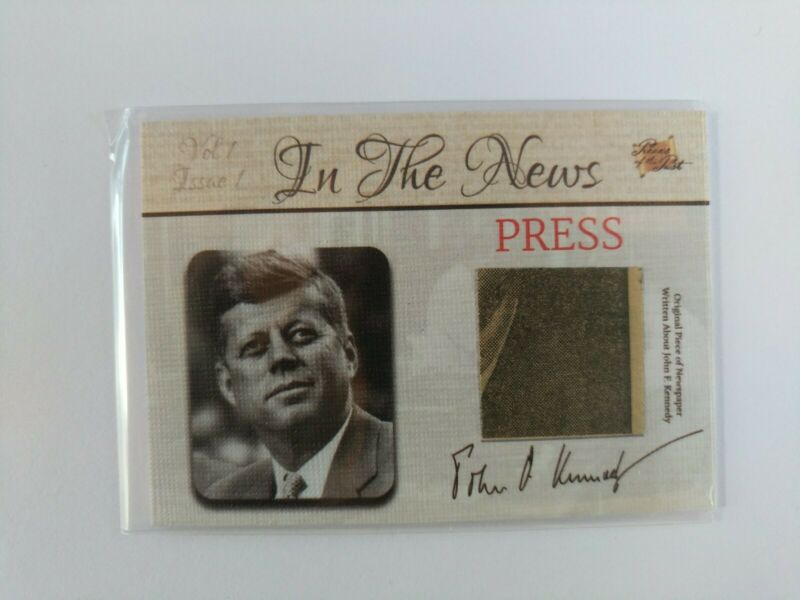 Vol 1
Issue 1
In The News
Pieces
of the Past
PRESS
Original Piece of Newspaper
Written About John F. Kennedy
John F Kennedy